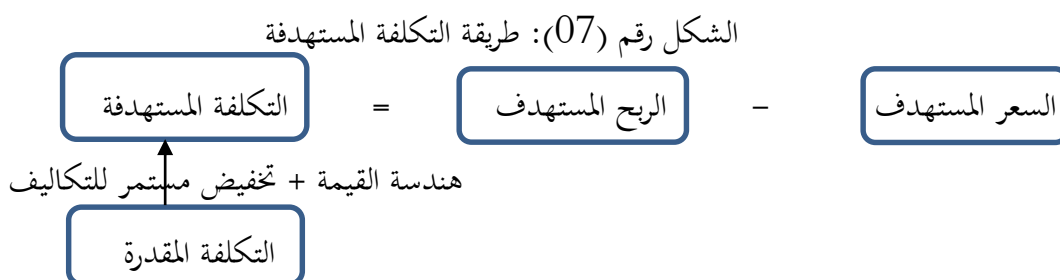 الشكل رقم (07): طريقة التكلفة المستهدفة
السعر المستهدف – الربح المستهدف = التكلفة المستهدفة
هندسة القيمة + تخفيض مستمر للتكاليف
التكلفة المقدرة